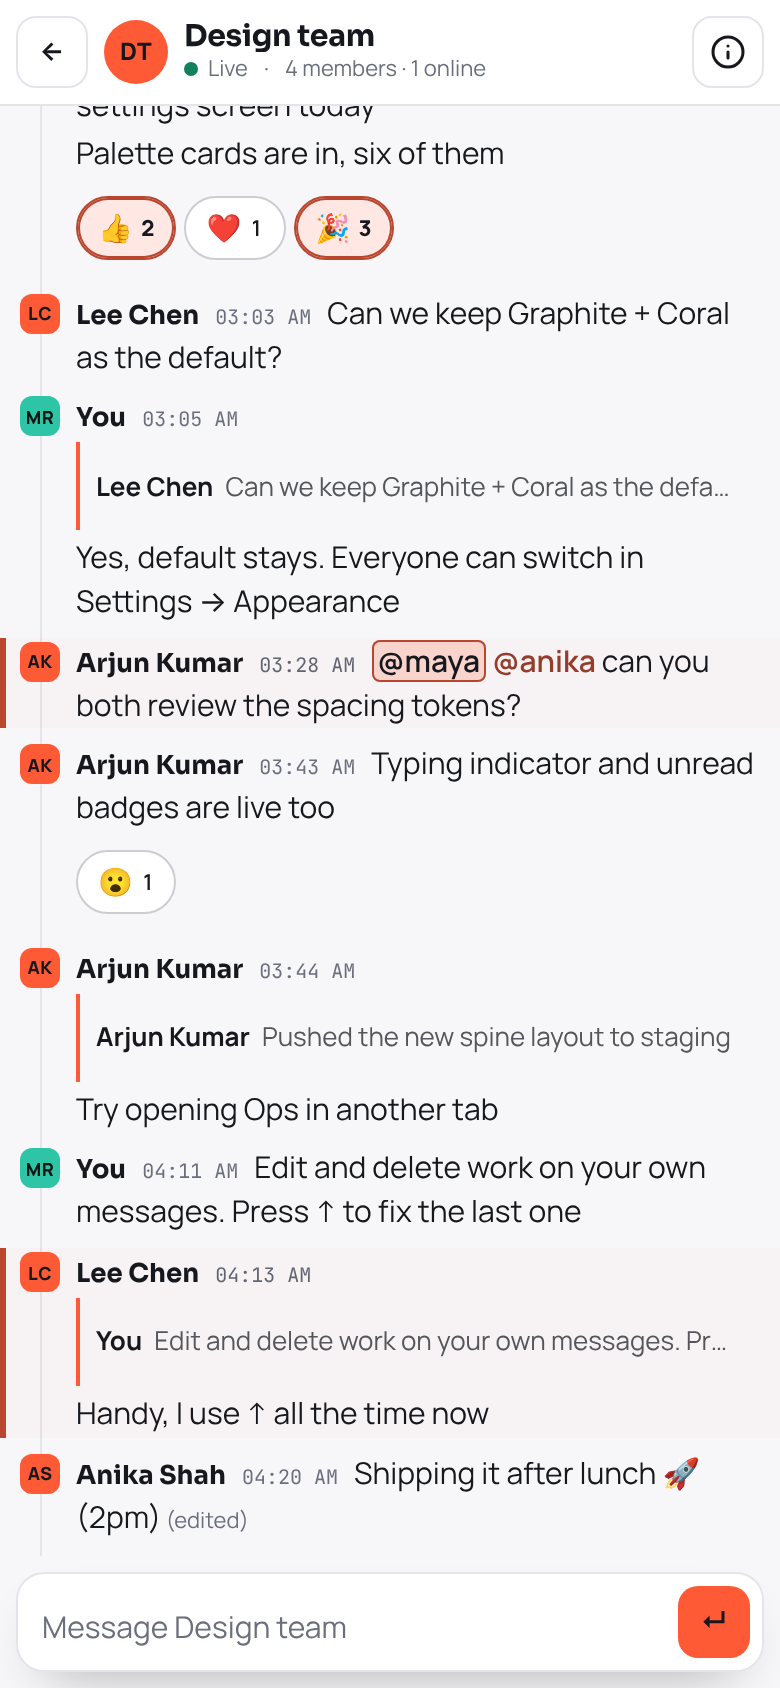 DT
Design team
Live · 4 members · 1 online
settings screen today
Palette cards are in, six of them
👍 2 ❤️ 1 🎉 3
LC Lee Chen 03:03 AM Can we keep Graphite + Coral
as the default?
MR You 03:05 AM
Lee Chen Can we keep Graphite + Coral as the defa...
Yes, default stays. Everyone can switch in
Settings → Appearance
AK Arjun Kumar 03:28 AM @maya @anika can you
both review the spacing tokens?
AK Arjun Kumar 03:43 AM Typing indicator and unread
badges are live too
😮 1
AK Arjun Kumar 03:44 AM
Arjun Kumar Pushed the new spine layout to staging
Try opening Ops in another tab
MR You 04:11 AM Edit and delete work on your own
messages. Press ↑ to fix the last one
LC Lee Chen 04:13 AM
You Edit and delete work on your own messages. Pr...
Handy, I use ↑ all the time now
AS Anika Shah 04:20 AM Shipping it after lunch 🚀
(2pm) (edited)
Message Design team